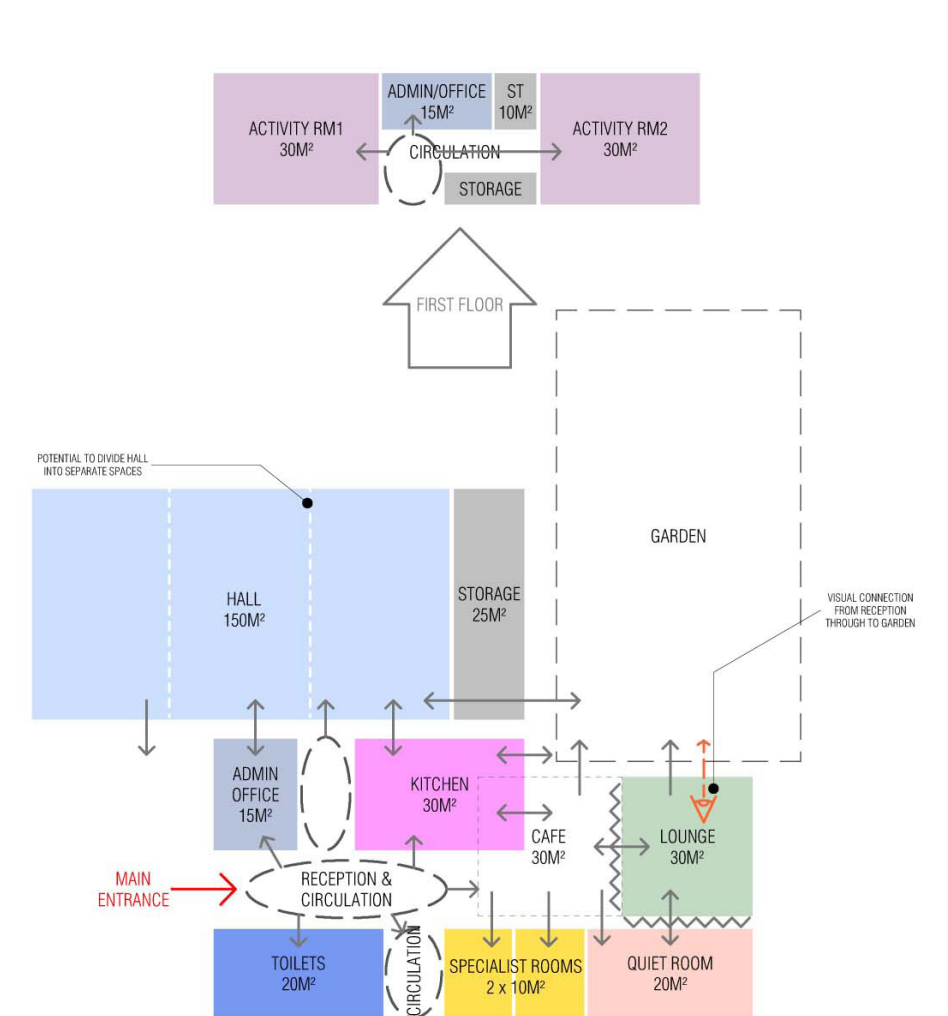 ADMIN/OFFICE
15M²
ST
10M²
ACTIVITY RM1
30M²
ACTIVITY RM2
30M²
CIRCULATION
STORAGE
FIRST FLOOR
POTENTIAL TO DIVIDE HALL
INTO SEPARATE SPACES
GARDEN
HALL
150M²
STORAGE
25M²
VISUAL CONNECTION
FROM RECEPTION
THROUGH TO GARDEN
ADMIN
OFFICE
15M²
KITCHEN
30M²
CAFE
30M²
LOUNGE
30M²
MAIN
ENTRANCE
RECEPTION &
CIRCULATION
TOILETS
20M²
CIRCULATION
SPECIALIST ROOMS
2 x 10M²
QUIET ROOM
20M²